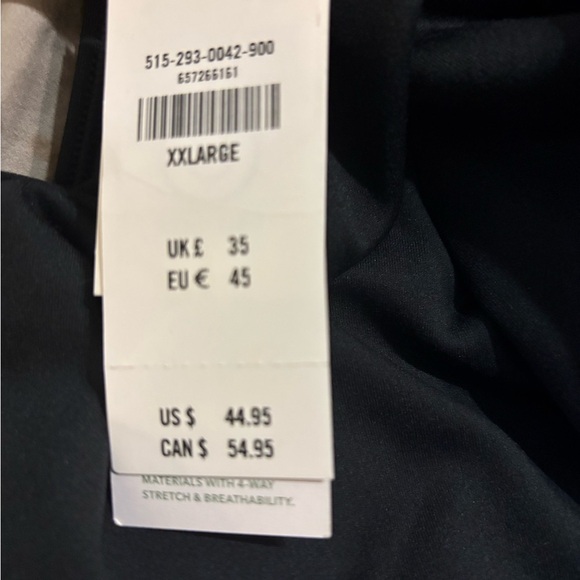 515-293-0042-900
657266161
XXLARGE
UK £ 35
EU € 45
US $ 44.95
CAN $ 54.95
MATERIALS WITH 4-WAY
STRETCH & BREATHABILITY.